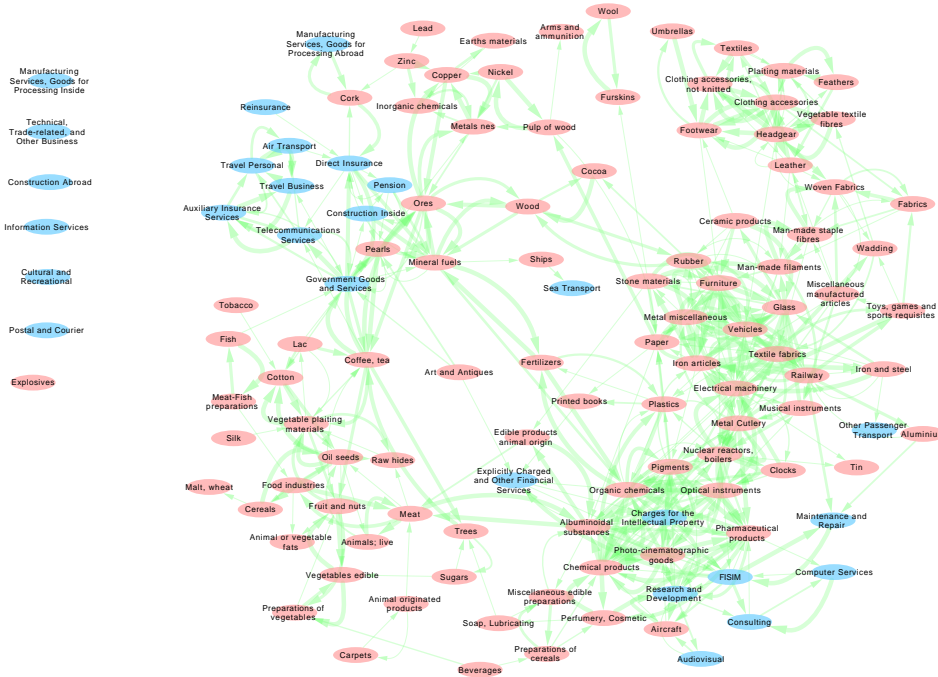 Wool
Lead
Arms and
ammunition
Umbrellas
Manufacturing
Services, Goods for
Processing Abroad
Earths materials
Textiles
Zinc
Copper
Nickel
Plaiting materials
Manufacturing
Services, Goods for
Processing Inside
Clothing accessories,
not knitted
Feathers
Cork
Furskins
Reinsurance
Inorganic chemicals
Clothing accessories
Vegetable textile
fibres
Technical,
Trade-related, and
Other Business
Metals nes
Pulp of wood
Footwear
Headgear
Air Transport
Travel Personal
Direct Insurance
Cocoa
Leather
Construction Abroad
Travel Business
Pension
Woven Fabrics
Auxiliary Insurance
Services
Construction Inside
Ores
Wood
Fabrics
Information Services
Telecommunications
Services
Ceramic products
Man-made staple
fibres
Pearls
Wadding
Mineral fuels
Ships
Rubber
Man-made filaments
Cultural and
Recreational
Government Goods
and Services
Sea Transport
Stone materials
Furniture
Miscellaneous
manufactured
articles
Tobacco
Glass
Toys, games and
sports requisites
Metal miscellaneous
Postal and Courier
Vehicles
Fish
Lac
Paper
Coffee, tea
Fertilizers
Iron articles
Textile fabrics
Explosives
Cotton
Art and Antiques
Railway
Iron and steel
Meat-Fish
preparations
Electrical machinery
Printed books
Plastics
Musical instruments
Vegetable plaiting
materials
Metal Cutlery
Silk
Edible products
animal origin
Other Passenger
Transport
Aluminiu
Oil seeds
Raw hides
Nuclear reactors,
boilers
Pigments
Clocks
Tin
Malt, wheat
Food industries
Explicitly Charged
and Other Financial
Services
Organic chemicals
Optical instruments
Cereals
Fruit and nuts
Meat
Charges for the
Intellectual Property
Maintenance and
Repair
Animal or vegetable
fats
Animals; live
Trees
Albuminoidal
substances
Pharmaceutical
products
Photo-cinematographic
goods
Vegetables edible
Sugars
Chemical products
FISIM
Computer Services
Miscellaneous edible
preparations
Research and
Development
Preparations of
vegetables
Animal originated
products
Soap, Lubricating
Perfumery, Cosmetic
Aircraft
Consulting
Carpets
Preparations of
cereals
Audiovisual
Beverages